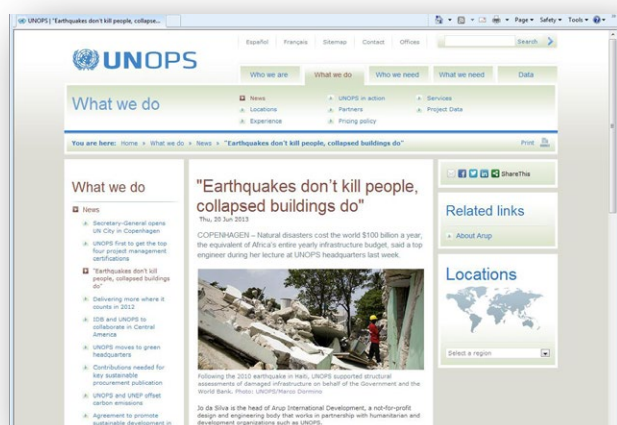 UNOPS | "Earthquakes don't kill people, collapse...
Page Safety Tools
Español Français Sitemap Contact Offices
Search
UNOPS
Who we are What we do Who we need What we need Data
What we do
News UNOPS in action Services
Locations Partners Project Data
Experience Pricing policy
You are here: Home What we do News "Earthquakes don't kill people, collapsed buildings do"
Print
What we do
News
Secretary-General opens
UN City in Copenhagen
UNOPS first to get the top
four project management
certifications
"Earthquakes don't kill
people, collapsed buildings
do"
Delivering more where it
counts in 2012
IDB and UNOPS to
collaborate in Central
America
UNOPS moves to green
headquarters
Contributions needed for
key sustainable
procurement publication
UNOPS and UNEP offset
carbon emissions
Agreement to promote
sustainable development in
"Earthquakes don't kill people,
collapsed buildings do"
Thu, 20 Jun 2013
COPENHAGEN – Natural disasters cost the world $100 billion a year,
the equivalent of Africa's entire yearly infrastructure budget, said a top
engineer during her lecture at UNOPS headquarters last week.
Following the 2010 earthquake in Haiti, UNOPS supported structural
assessments of damaged infrastructure on behalf of the Government and the
World Bank. Photo: UNOPS/Marco Dormino
Jo da Silva is the head of Arup International Development, a not-for-profit
design and engineering body that works in partnership with humanitarian and
development organizations such as UNOPS.
ShareThis
Related links
About Arup
Locations
Select a region